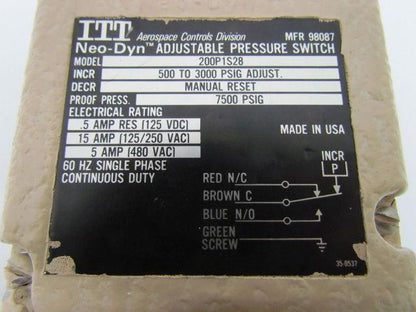 ITT Aerospace Controls Division MFR 98087
Neo-Dyn™ ADJUSTABLE PRESSURE SWITCH
MODEL 200P1S28
INCR 500 TO 3000 PSIG ADJUST.
DECR MANUAL RESET
PROOF PRESS. 7500 PSIG
ELECTRICAL RATING
.5 AMP RES (125 VDC)
15 AMP (125/250 VAC)
5 AMP (480 VAC)
60 HZ SINGLE PHASE
CONTINUOUS DUTY
MADE IN USA
INCR
P
RED N/C
BROWN C
BLUE N/O
GREEN
SCREW
35-0537